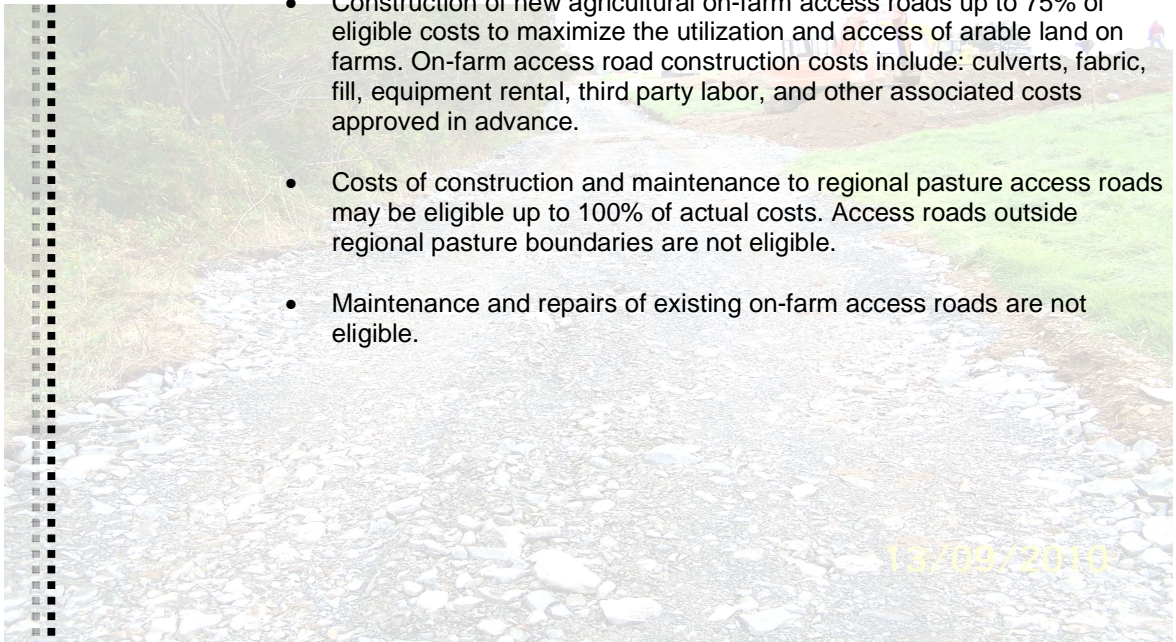 • Construction of new agricultural on-farm access roads up to 75% of
eligible costs to maximize the utilization and access of arable land on
farms. On-farm access road construction costs include: culverts, fabric,
fill, equipment rental, third party labor, and other associated costs
approved in advance.
• Costs of construction and maintenance to regional pasture access roads
may be eligible up to 100% of actual costs. Access roads outside
regional pasture boundaries are not eligible.
• Maintenance and repairs of existing on-farm access roads are not
eligible.
13/09/2010